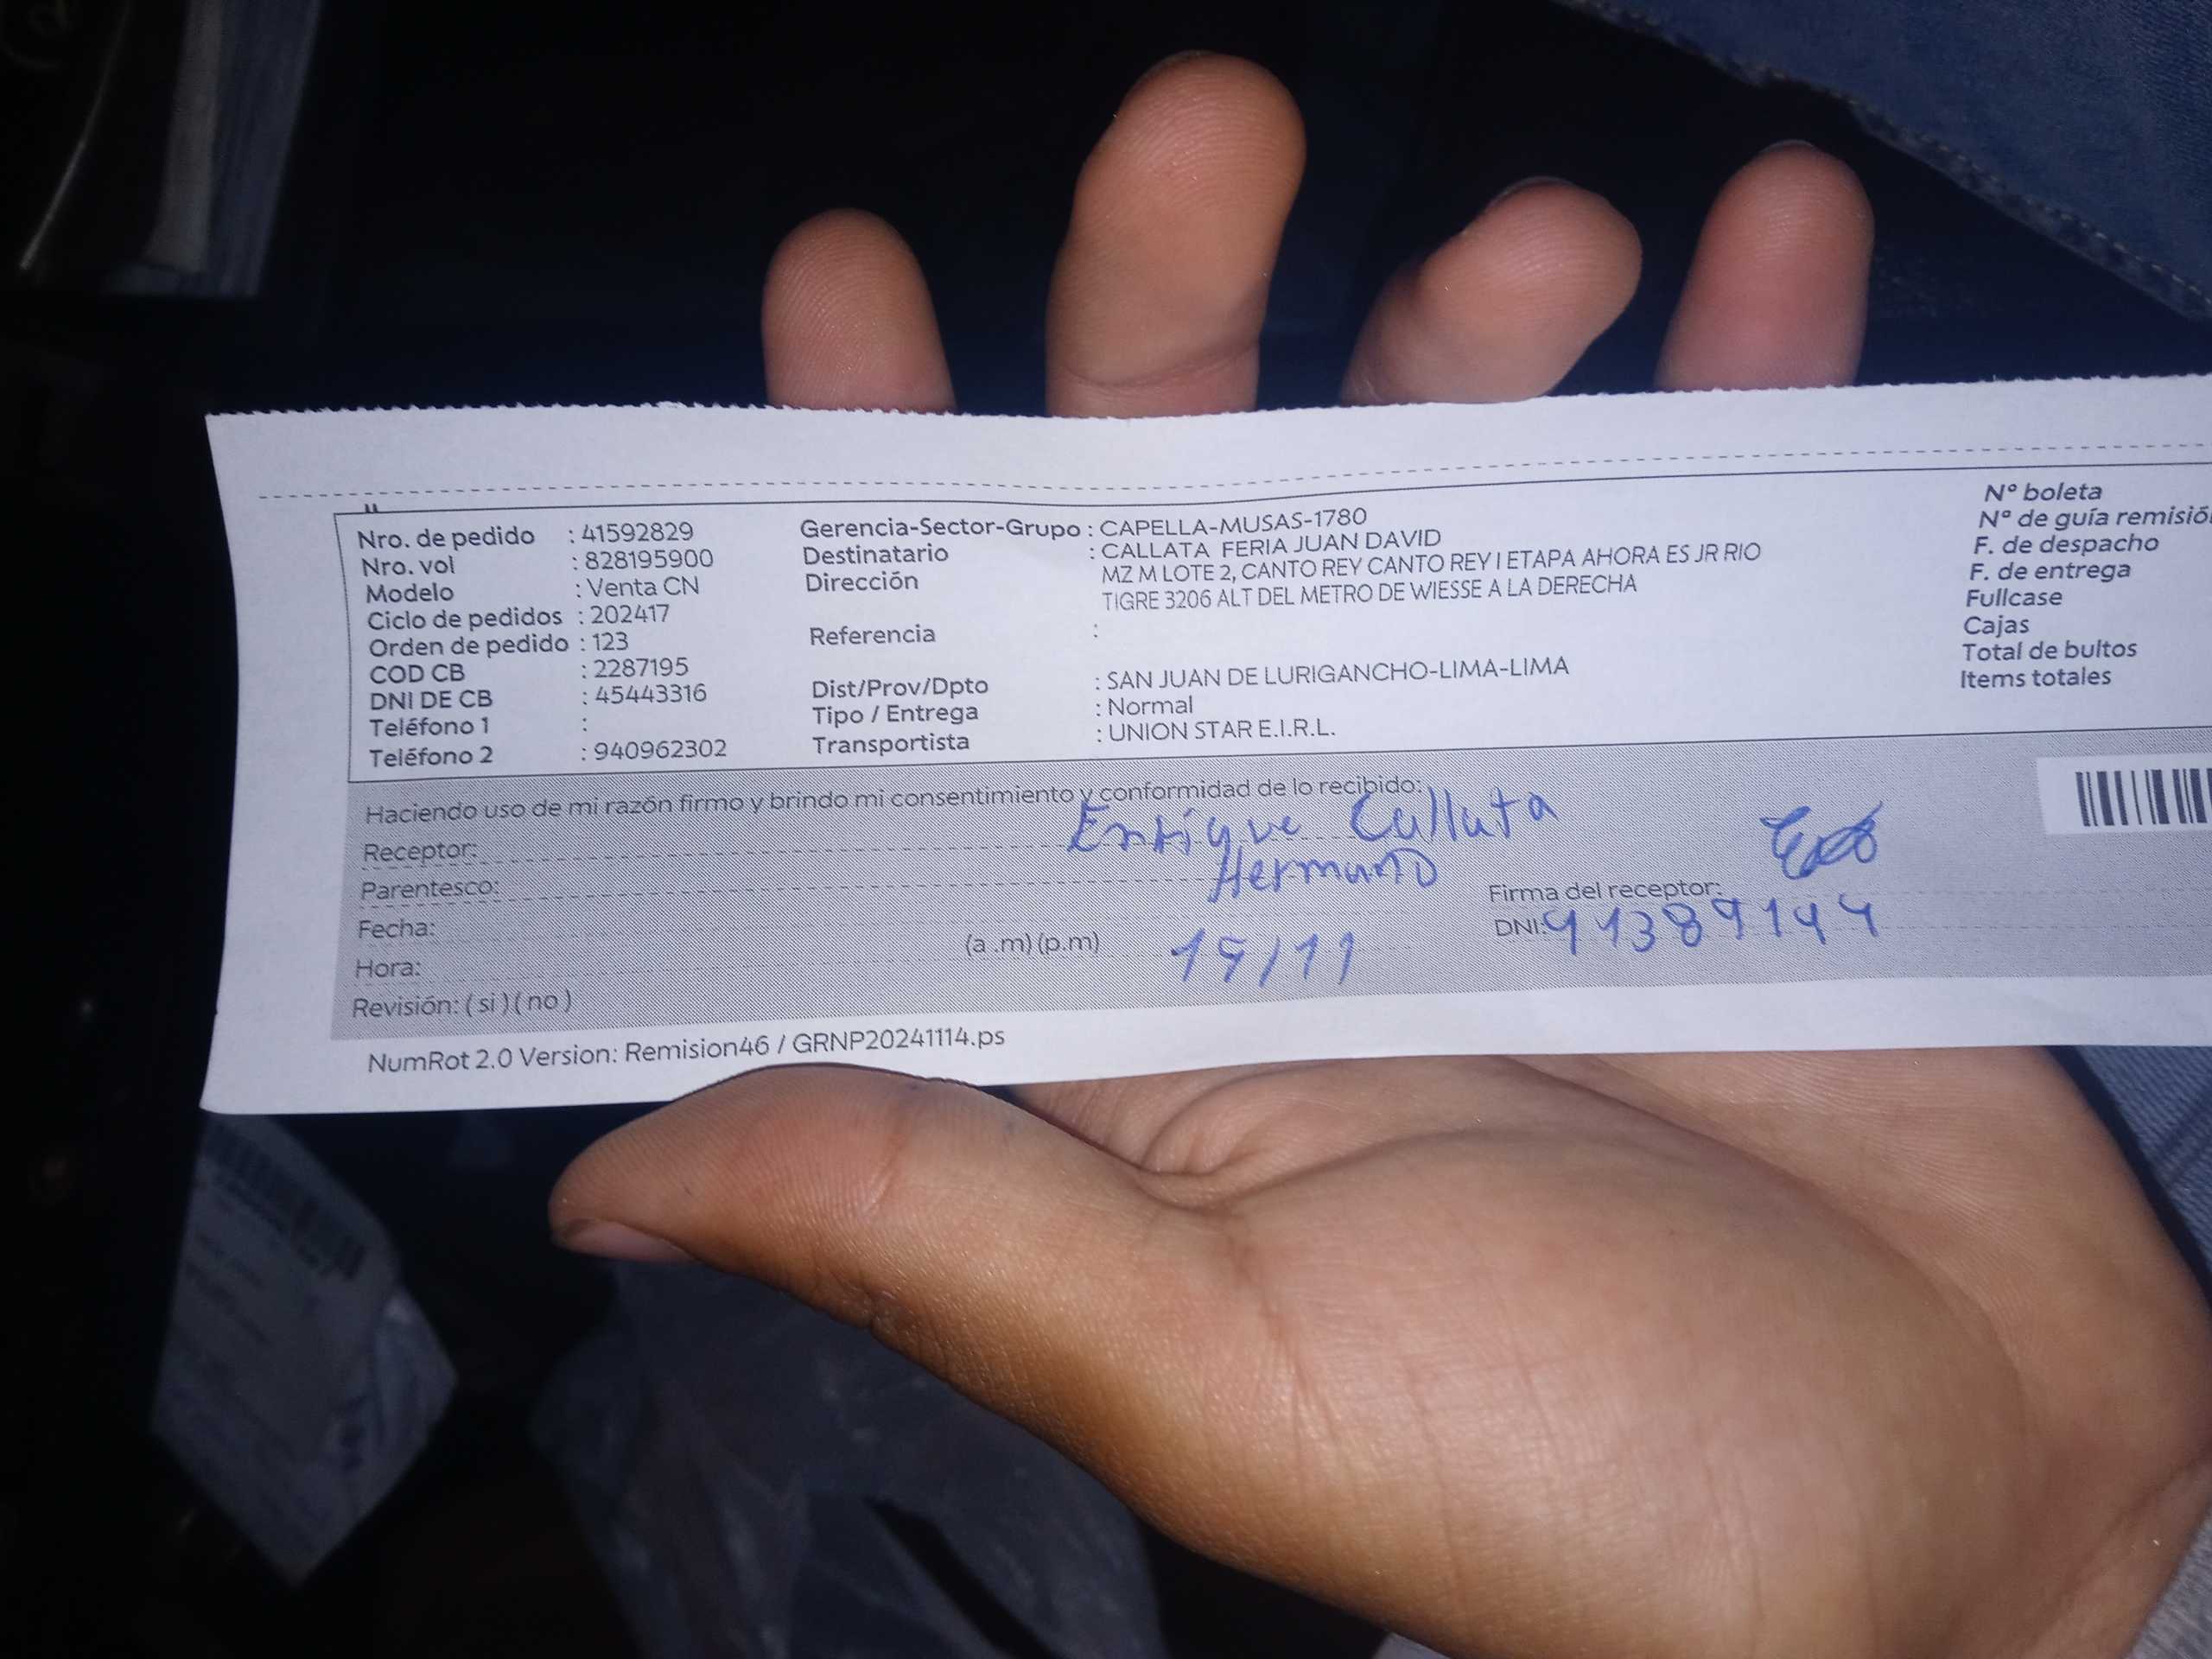 Nro. de pedido : 41592829
Nro. vol : 828195900
Modelo : Venta CN
Ciclo de pedidos : 202417
Orden de pedido : 123
COD CB : 2287195
DNI DE CB : 45443316
Teléfono 1 :
Teléfono 2 : 940962302
Gerencia-Sector-Grupo : CAPELLA-MUSAS-1780
Destinatario : CALLATA FERIA JUAN DAVID
Dirección MZ M LOTE 2, CANTO REY CANTO REY I ETAPA AHORA ES JR RIO
TIGRE 3206 ALT DEL METRO DE WIESSE A LA DERECHA
Referencia :
Dist/Prov/Dpto : SAN JUAN DE LURIGANCHO-LIMA-LIMA
Tipo / Entrega : Normal
Transportista : UNION STAR E.I.R.L.
N° boleta
N° de guía remisió
F. de despacho
F. de entrega
Fullcase
Cajas
Total de bultos
Items totales
Haciendo uso de mi razón firmo y brindo mi consentimiento y conformidad de lo recibido:
Receptor: Enrique Callata
Parentesco: Hermano
Fecha:
Hora: (a .m) (p.m) 15/11
Revisión: ( si ) ( no )
Firma del receptor:
DNI: 41389144
NumRot 2.0 Version: Remision46 / GRNP20241114.ps